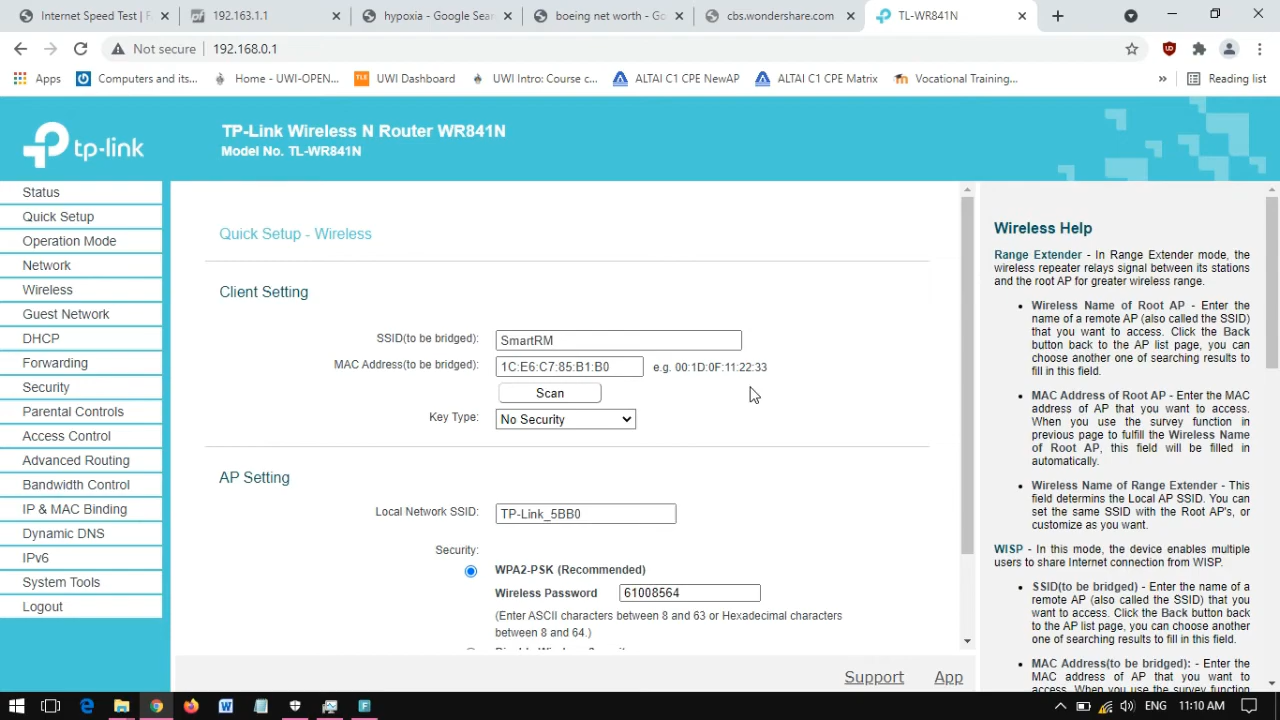 Internet Speed Test | F
192.168.1.1
hypoxia - Google Sear
boeing net worth - Go
cbs.wondershare.com
TL-WR841N
Not secure
192.168.0.1
Apps
Computers and its...
Home - UWI-OPEN...
TLE
UWI Dashboard
UWI Intro: Course c...
ALTAI C1 CPE NewAP
ALTAI C1 CPE Matrix
Vocational Training...
»
Reading list
tp-link
TP-Link Wireless N Router WR841N
Model No. TL-WR841N
Status
Quick Setup
Operation Mode
Network
Wireless
Guest Network
DHCP
Forwarding
Security
Parental Controls
Access Control
Advanced Routing
Bandwidth Control
IP & MAC Binding
Dynamic DNS
IPv6
System Tools
Logout
Quick Setup - Wireless
Client Setting
SSID(to be bridged): SmartRM
MAC Address(to be bridged): 1C:E6:C7:85:B1:B0 e.g. 00:1D:0F:11:22:33
Scan
Key Type: No Security
AP Setting
Local Network SSID: TP-Link_5BB0
Security:
WPA2-PSK (Recommended)
Wireless Password 61008564
(Enter ASCII characters between 8 and 63 or Hexadecimal characters
between 8 and 64.)
Support
App
Wireless Help
Range Extender - In Range Extender mode, the
wireless repeater relays signal between its stations
and the root AP for greater wireless range.
• Wireless Name of Root AP - Enter the
name of a remote AP (also called the SSID)
that you want to access. Click the Back
button back to the AP list page, you can
choose another one of searching results to
fill in this field.
• MAC Address of Root AP - Enter the MAC
address of AP that you want to access.
When you use the survey function in
previous page to fulfill the Wireless Name
of Root AP, this field will be filled in
automatically.
• Wireless Name of Range Extender - This
field determins the Local AP SSID. You can
set the same SSID with the Root AP's, or
customize as you want.
WISP - In this mode, the device enables multiple
users to share Internet connection from WISP.
• SSID(to be bridged) - Enter the name of a
remote AP (also called the SSID) that you
want to access. Click the Back button back
to the AP list page, you can choose another
one of searching results to fill in this field.
• MAC Address(to be bridged): - Enter the
MAC address of AP that you want to
access. When you use the survey function
ENG
11:10 AM